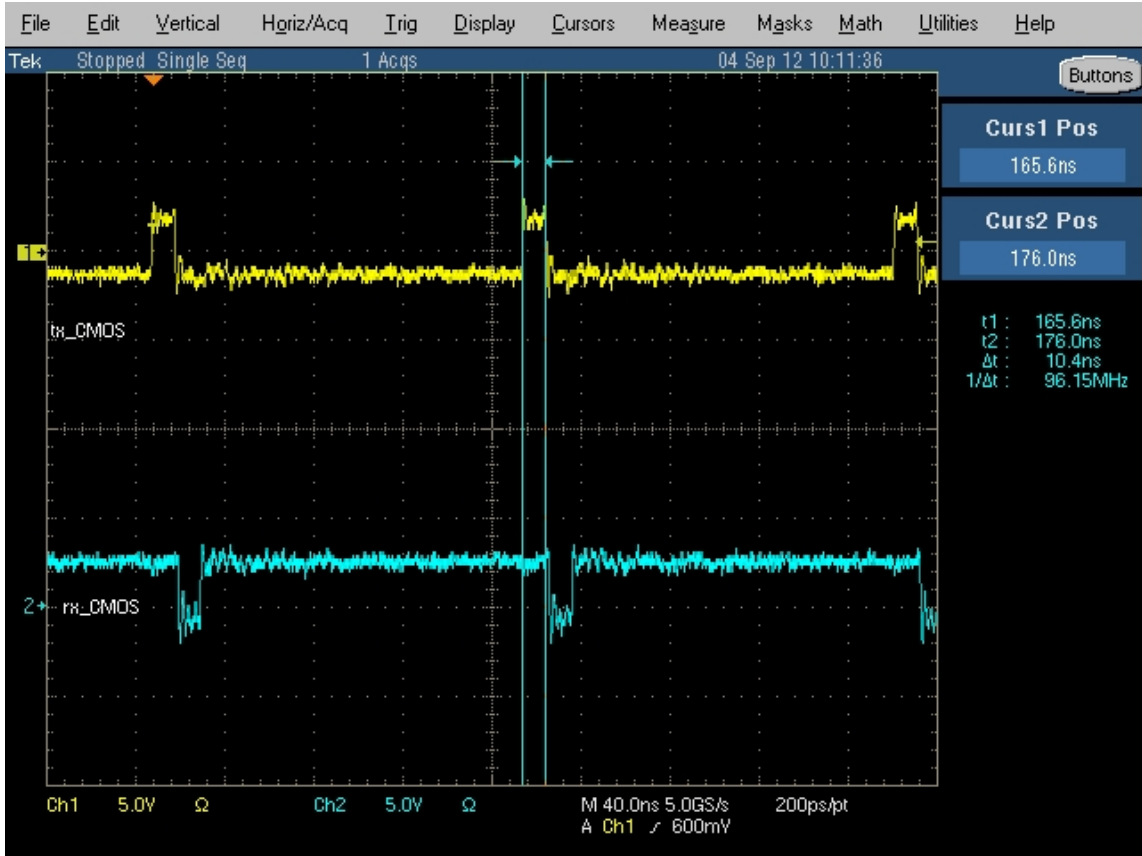 File Edit Vertical Horiz/Acq Trig Display Cursors Measure Masks Math Utilities Help
Tek Stopped Single Seq 1 Acqs 04 Sep 12 10:11:36
Buttons
Curs1 Pos
165.6ns
Curs2 Pos
176.0ns
t1 : 165.6ns
t2 : 176.0ns
Δt : 10.4ns
1/Δt : 96.15MHz
1
tx_CMOS
2
rx_CMOS
Ch1 5.0V Ω Ch2 5.0V Ω M 40.0ns 5.0GS/s 200ps/pt
A Ch1 ⁄ 600mV